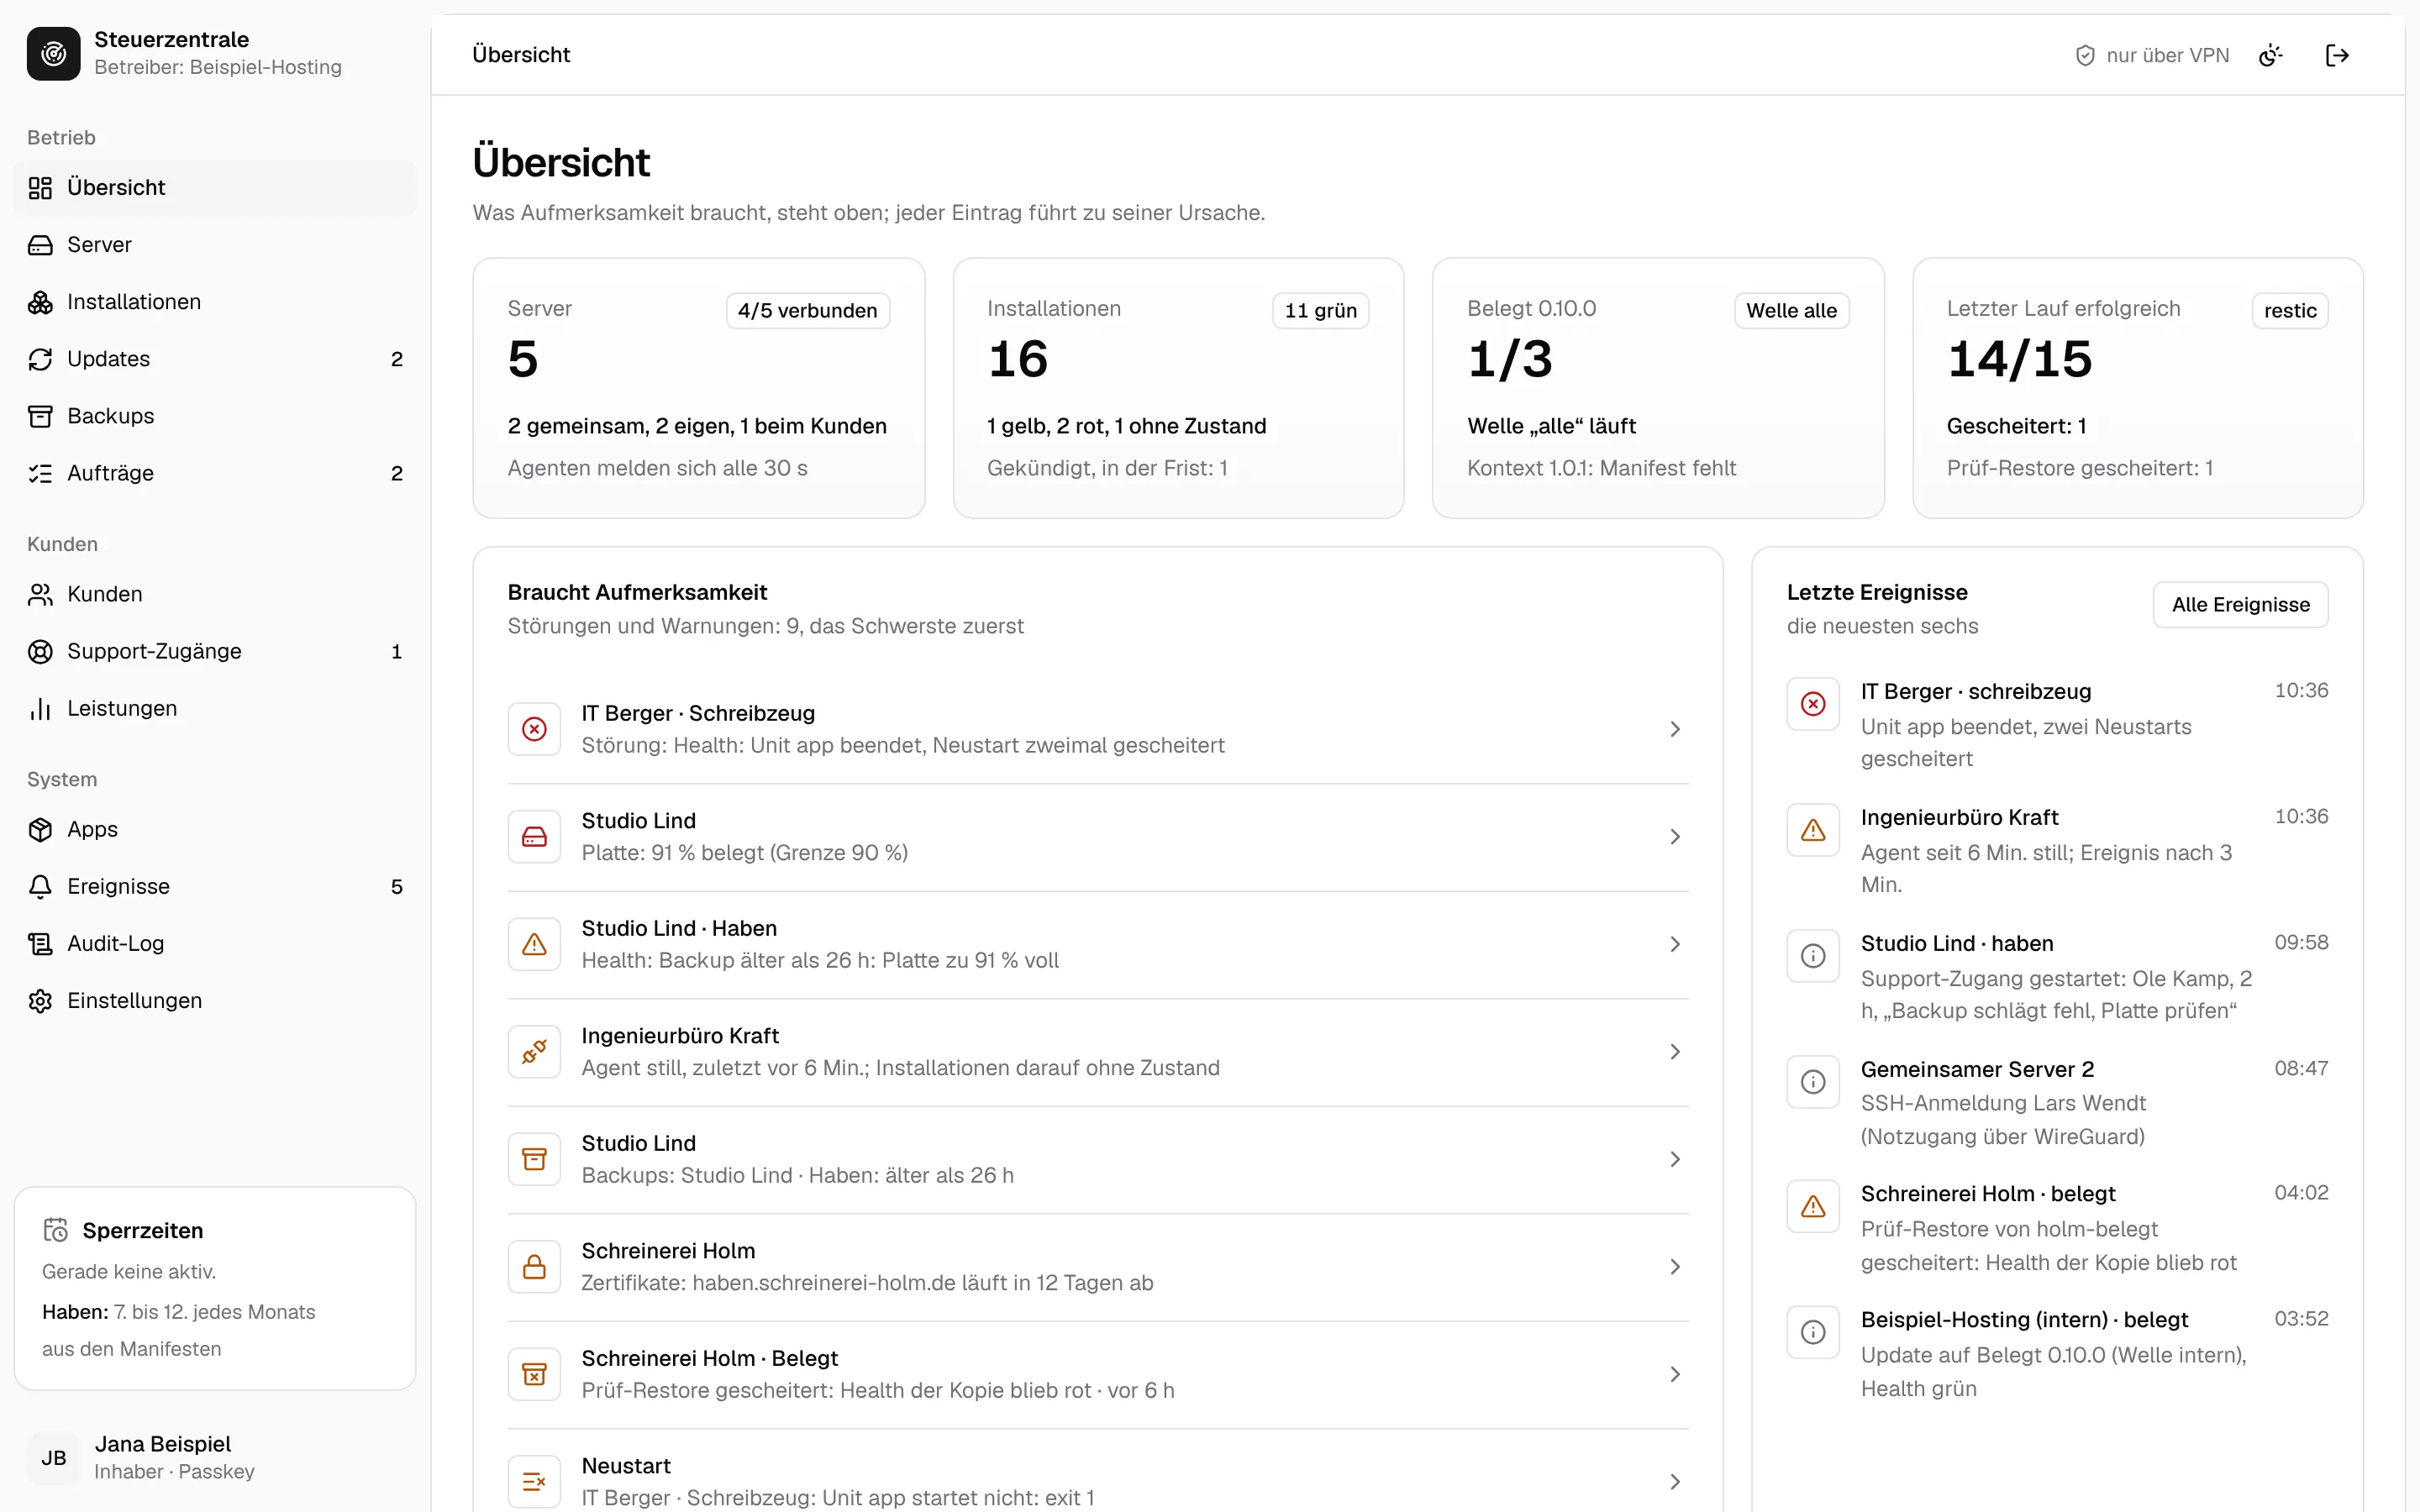 Steuerzentrale
Betreiber: Beispiel-Hosting
Betrieb
Übersicht
Server
Installationen
Updates 2
Backups
Aufträge 2
Kunden
Kunden
Support-Zugänge 1
Leistungen
System
Apps
Ereignisse 5
Audit-Log
Einstellungen
Sperrzeiten
Gerade keine aktiv.
Haben: 7. bis 12. jedes Monats
aus den Manifesten
JB
Jana Beispiel
Inhaber · Passkey
Übersicht
nur über VPN
Übersicht
Was Aufmerksamkeit braucht, steht oben; jeder Eintrag führt zu seiner Ursache.
Server
4/5 verbunden
5
2 gemeinsam, 2 eigen, 1 beim Kunden
Agenten melden sich alle 30 s
Installationen
11 grün
16
1 gelb, 2 rot, 1 ohne Zustand
Gekündigt, in der Frist: 1
Belegt 0.10.0
Welle alle
1/3
Welle „alle“ läuft
Kontext 1.0.1: Manifest fehlt
Letzter Lauf erfolgreich
restic
14/15
Gescheitert: 1
Prüf-Restore gescheitert: 1
Braucht Aufmerksamkeit
Störungen und Warnungen: 9, das Schwerste zuerst
IT Berger · Schreibzeug
Störung: Health: Unit app beendet, Neustart zweimal gescheitert
Studio Lind
Platte: 91 % belegt (Grenze 90 %)
Studio Lind · Haben
Health: Backup älter als 26 h: Platte zu 91 % voll
Ingenieurbüro Kraft
Agent still, zuletzt vor 6 Min.; Installationen darauf ohne Zustand
Studio Lind
Backups: Studio Lind · Haben: älter als 26 h
Schreinerei Holm
Zertifikate: haben.schreinerei-holm.de läuft in 12 Tagen ab
Schreinerei Holm · Belegt
Prüf-Restore gescheitert: Health der Kopie blieb rot · vor 6 h
Neustart
IT Berger · Schreibzeug: Unit app startet nicht: exit 1
Letzte Ereignisse
die neuesten sechs
Alle Ereignisse
IT Berger · schreibzeug 10:36
Unit app beendet, zwei Neustarts
gescheitert
Ingenieurbüro Kraft 10:36
Agent seit 6 Min. still; Ereignis nach 3
Min.
Studio Lind · haben 09:58
Support-Zugang gestartet: Ole Kamp, 2
h, „Backup schlägt fehl, Platte prüfen“
Gemeinsamer Server 2 08:47
SSH-Anmeldung Lars Wendt
(Notzugang über WireGuard)
Schreinerei Holm · belegt 04:02
Prüf-Restore von holm-belegt
gescheitert: Health der Kopie blieb rot
Beispiel-Hosting (intern) · belegt 03:52
Update auf Belegt 0.10.0 (Welle intern),
Health grün